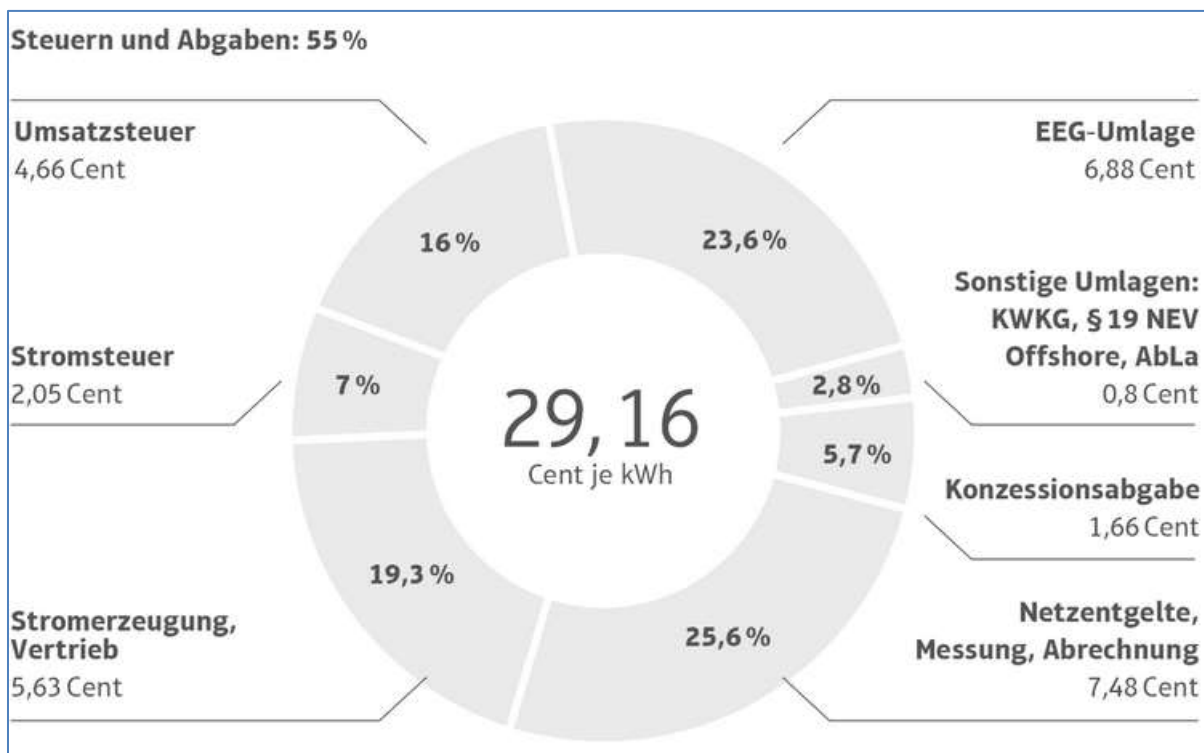 Steuern und Abgaben: 55 %
Umsatzsteuer
4,66 Cent
EEG-Umlage
6,88 Cent
16 %
23,6 %
Sonstige Umlagen:
KWKG, § 19 NEV
Offshore, AbLa
0,8 Cent
Stromsteuer
2,05 Cent
7 %
2,8 %
29, 16
Cent je kWh
5,7 %
Konzessionsabgabe
1,66 Cent
19,3 %
25,6 %
Stromerzeugung,
Vertrieb
5,63 Cent
Netzentgelte,
Messung, Abrechnung
7,48 Cent